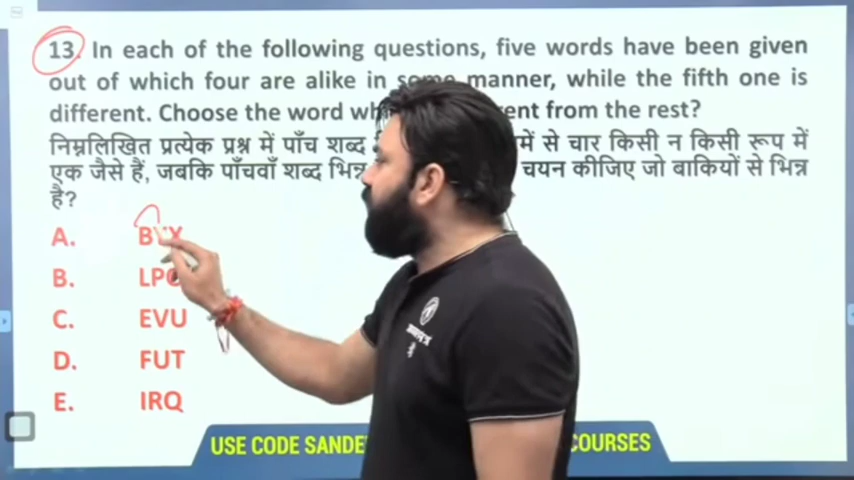 13. In each of the following questions, five words have been given
out of which four are alike in some manner, while the fifth one is
different. Choose the word from the rest?
निम्नलिखित प्रत्येक प्रश्न में पाँच शब्द में से चार किसी न किसी रूप में
एक जैसे हैं, जबकि पाँचवाँ शब्द भिन्न चयन कीजिए जो बाकियों से भिन्न
है?
A.
B.
C. EVU
D. FUT
E. IRQ
USE CODE COURSES